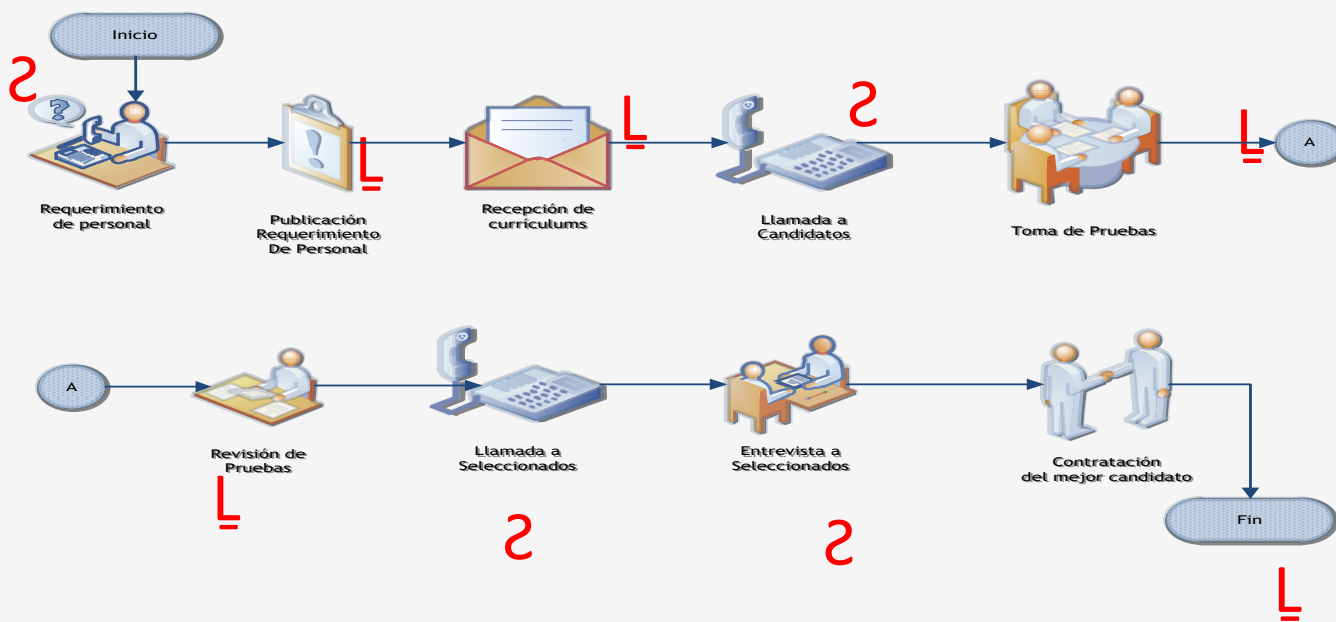 Inicio
Ƨ
?
!
L
L
Ƨ
L
A
Requerimiento
de personal
Publicación
Requerimiento
De Personal
Recepción de
currículums
Llamada a
Candidatos
Toma de Pruebas
A
Revisión de
Pruebas
L
Llamada a
Seleccionados
Ƨ
Entrevista a
Seleccionados
Ƨ
Contratación
del mejor candidato
Fin
L